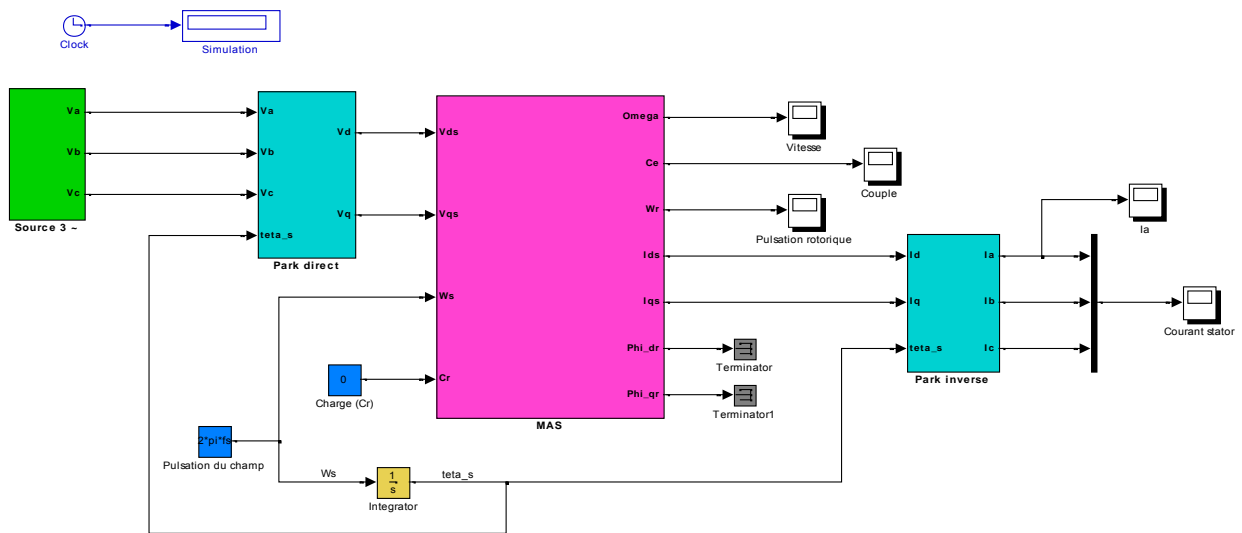 Clock
Simulation
Va
Vb
Vc
Source 3 ~
Va
Vb
Vc
teta_s
Vd
Vq
Park direct
Vds
Vqs
Ws
Cr
Omega
Ce
Wr
Ids
Iqs
Phi_dr
Phi_qr
MAS
Vitesse
Couple
Pulsation rotorique
Terminator
Terminator1
Id
Iq
teta_s
Ia
Ib
Ic
Park inverse
Ia
Courant stator
0
Charge (Cr)
2*pi*fs
Pulsation du champ
Ws
1
s
Integrator
teta_s